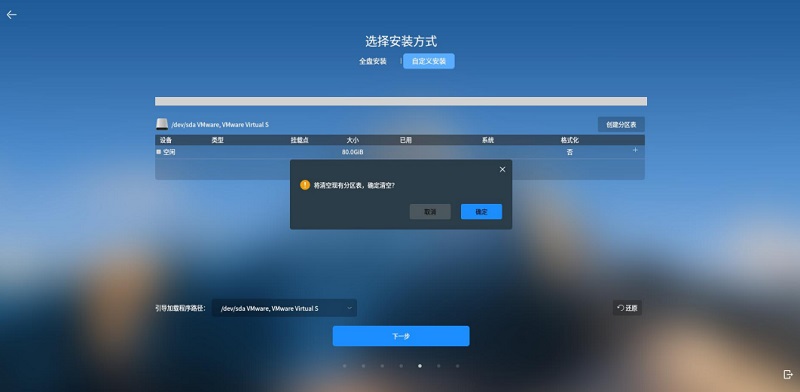 选择安装方式
全盘安装 | 自定义安装
/dev/sda VMware, VMware Virtual S 创建分区表
设备 类型 挂载点 大小 已用 系统 格式化
空闲 80.0GiB 否 +
将清空现有分区表，确定清空？
取消 确定
引导加载程序路径： /dev/sda VMware, VMware Virtual S 还原
下一步